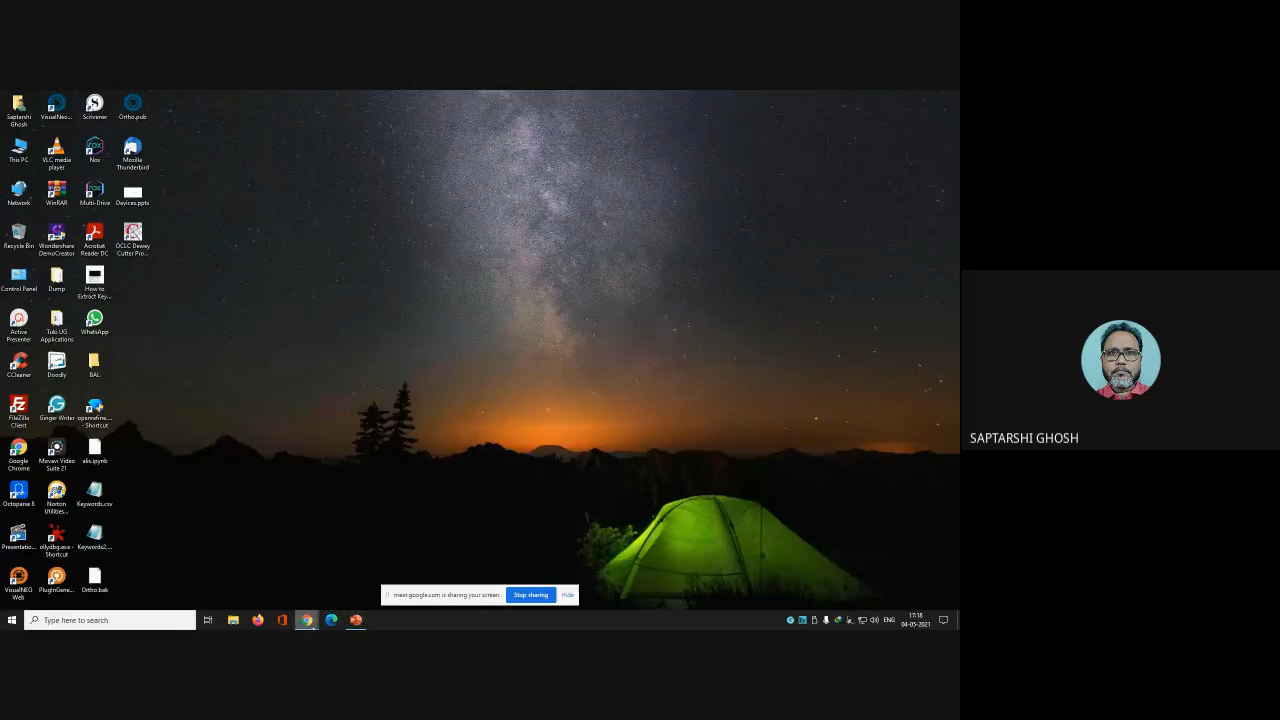 Saptarshi
Ghosh
VisualNeo...
Scrivener
Ortho.pub
This PC
VLC media
player
Nox
Mozilla
Thunderbird
Network
WinRAR
Multi-Drive
Devices.pptx
Recycle Bin
Wondershare
DemoCreator
Acrobat
Reader DC
OCLC Dewey
Cutter Pro...
Control Panel
Dump
How to
Extract Key...
Active
Presenter
Tuki UG
Applications
WhatsApp
CCleaner
Doodly
BAL
FileZilla
Client
Ginger Writer
openrefine....
- Shortcut
Google
Chrome
Movavi Video
Suite 21
alis.ipynb
Octoparse 8
Norton
Utilities...
Keywords.csv
Presentatio...
ollydbg.exe -
Shortcut
Keywords2....
VisualNEO
Web
PlugInGene...
Ortho.bak
meet.google.com is sharing your screen.
Stop sharing
Hide
Type here to search
ENG
17:18
04-05-2021
SAPTARSHI GHOSH